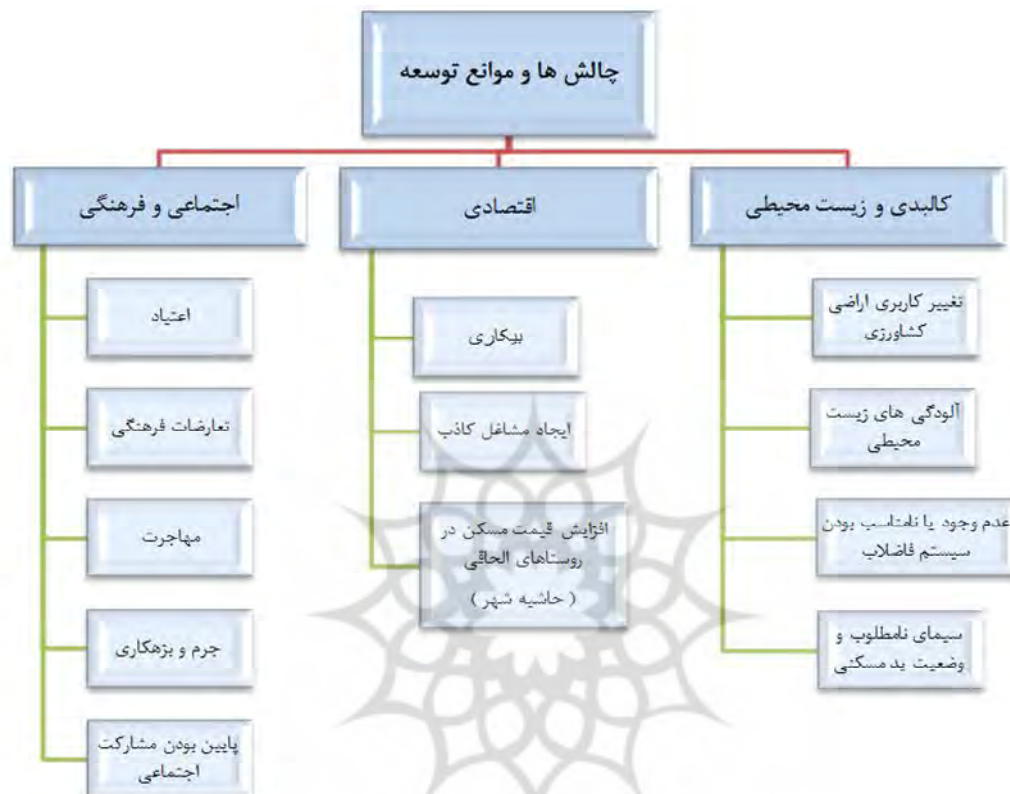 چالش ها و موانع توسعه
کالبدی و زیست محیطی
تغییر کاربری اراضی
کشاورزی
آلودگی های زیست
محیطی
عدم وجود یا نامناسب بودن
سیستم فاضلاب
سیمای نامطلوب و
وضعیت بد مسکنی
اقتصادی
بیکاری
ایجاد مشاغل کاذب
افزایش قیمت مسکن در
روستاهای الحاقی
( حاشیه شهر )
اجتماعی و فرهنگی
اعتیاد
تعارضات فرهنگی
مهاجرت
جرم و بزهکاری
پایین بودن مشارکت
اجتماعی